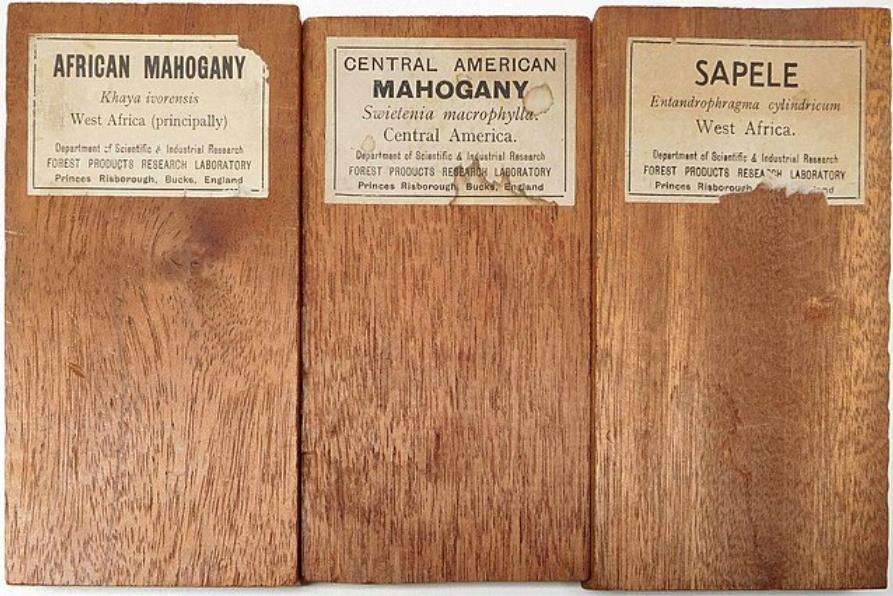 AFRICAN MAHOGANY
Khaya ivorensis
West Africa (principally)
Department of Scientific & Industrial Research
FOREST PRODUCTS RESEARCH LABORATORY
Princes Risborough, Bucks, England
CENTRAL AMERICAN
MAHOGANY
Swietenia macrophylla.
Central America.
Department of Scientific & Industrial Research
FOREST PRODUCTS RESEARCH LABORATORY
Princes Risborough, Bucks, England
SAPELE
Entandrophragma cylindricum
West Africa.
Department of Scientific & Industrial Research
FOREST PRODUCTS RESEARCH LABORATORY
Princes